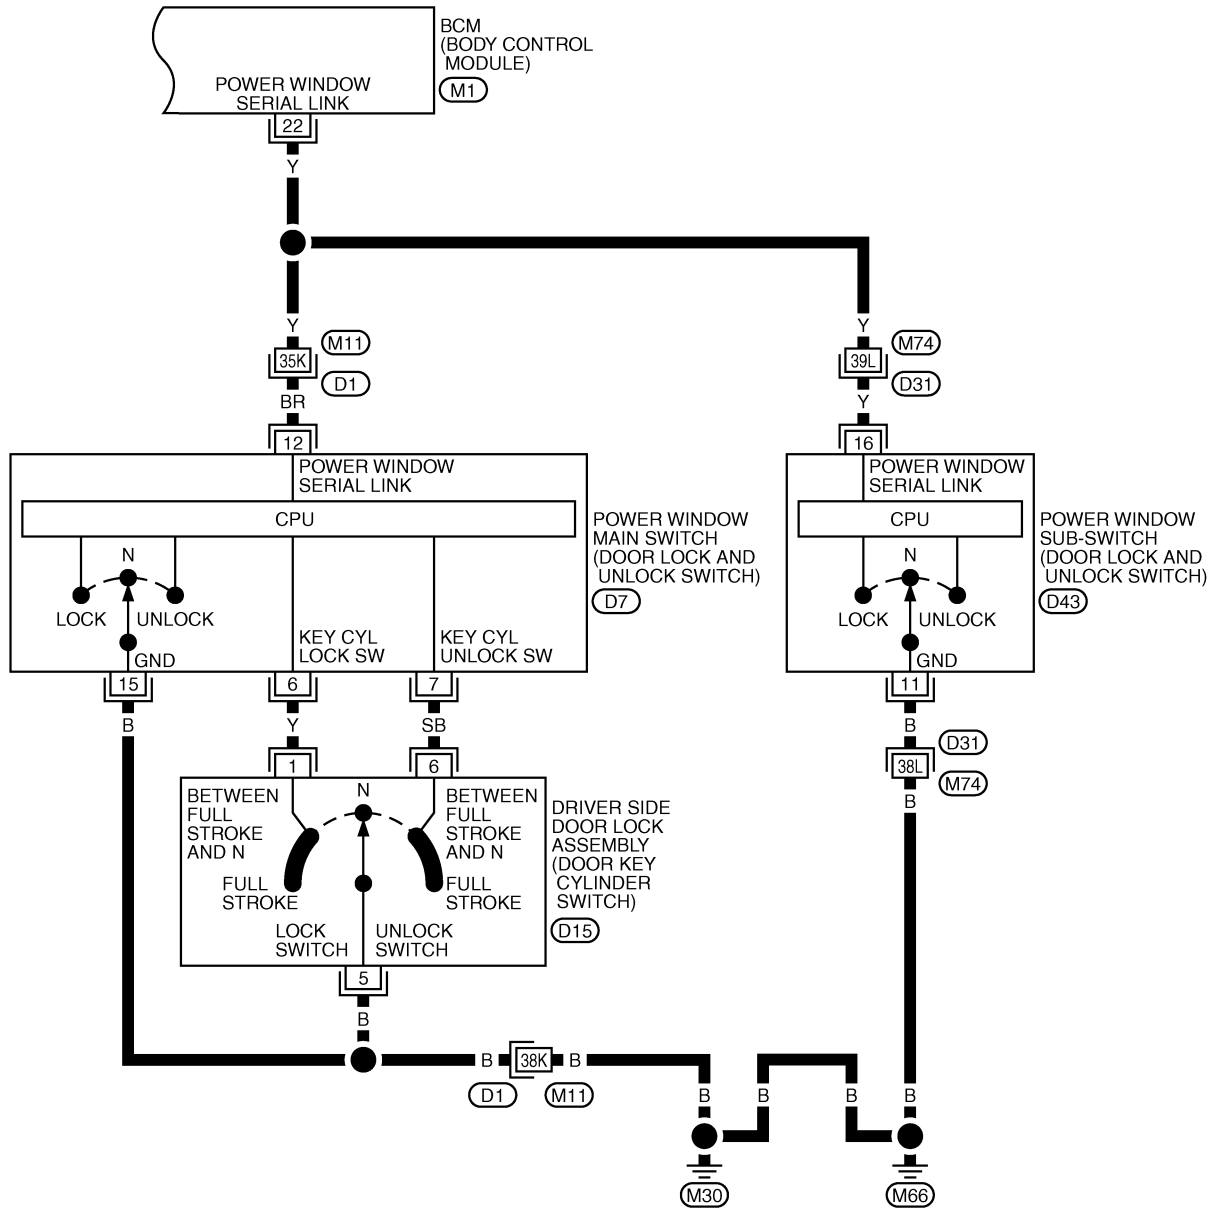 BCM
(BODY CONTROL
MODULE)
M1
POWER WINDOW
SERIAL LINK
22
Y
Y
M11
35K
D1
BR
12
Y
M74
39L
D31
Y
16
POWER WINDOW
SERIAL LINK
CPU
N
LOCK
UNLOCK
GND
KEY CYL
LOCK SW
KEY CYL
UNLOCK SW
POWER WINDOW
MAIN SWITCH
(DOOR LOCK AND
UNLOCK SWITCH)
D7
POWER WINDOW
SERIAL LINK
CPU
N
LOCK
UNLOCK
GND
POWER WINDOW
SUB-SWITCH
(DOOR LOCK AND
UNLOCK SWITCH)
D43
15
6
7
11
B
Y
SB
B
1
6
D31
38L
M74
B
BETWEEN
FULL
STROKE
AND N
N
BETWEEN
FULL
STROKE
AND N
FULL
STROKE
FULL
STROKE
LOCK
SWITCH
UNLOCK
SWITCH
DRIVER SIDE
DOOR LOCK
ASSEMBLY
(DOOR KEY
CYLINDER
SWITCH)
D15
5
B
B
38K
B
D1
M11
B
B
B
B
M30
M66